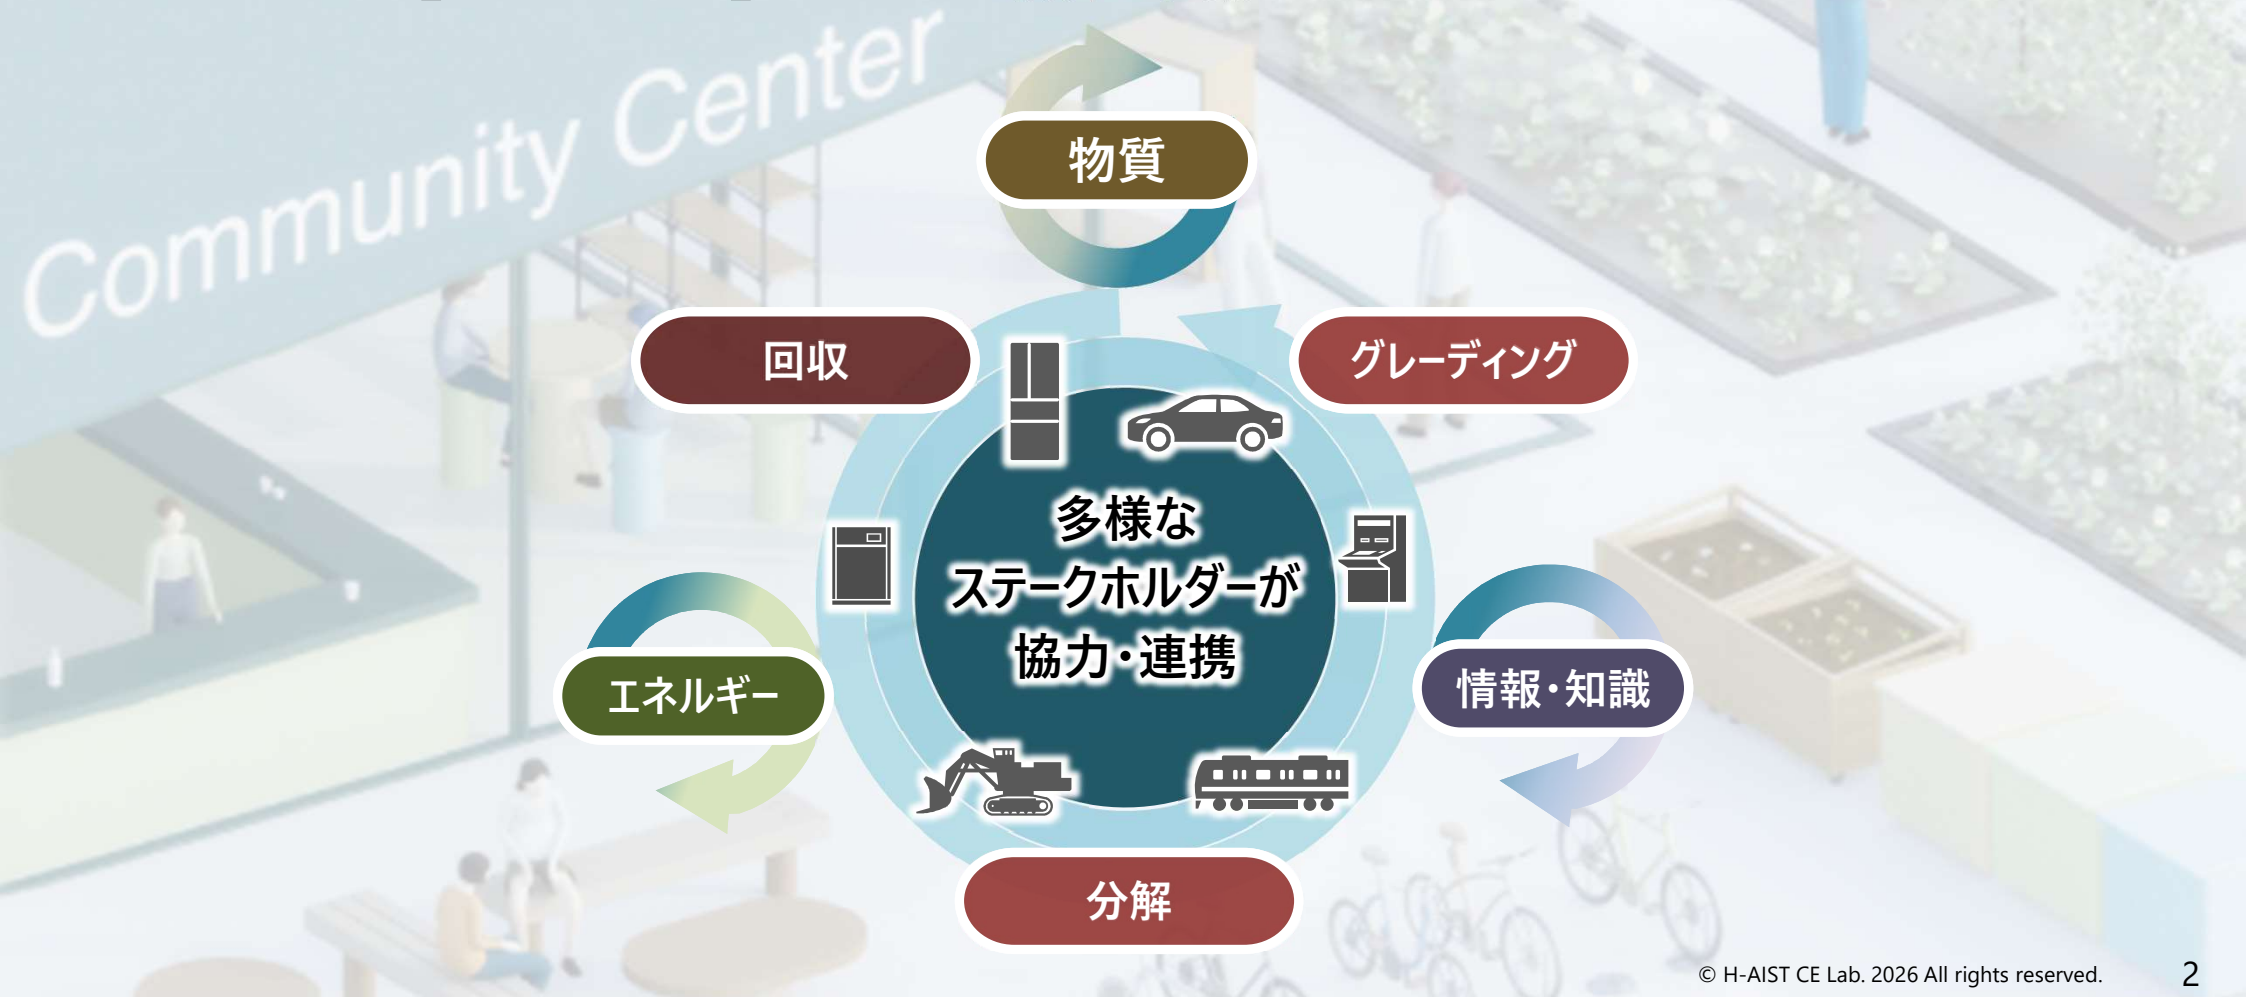 Community Center
物質
回収
グレーディング
多様な
ステークホルダーが
協力・連携
エネルギー
情報・知識
分解
© H-AIST CE Lab. 2026 All rights reserved.
2